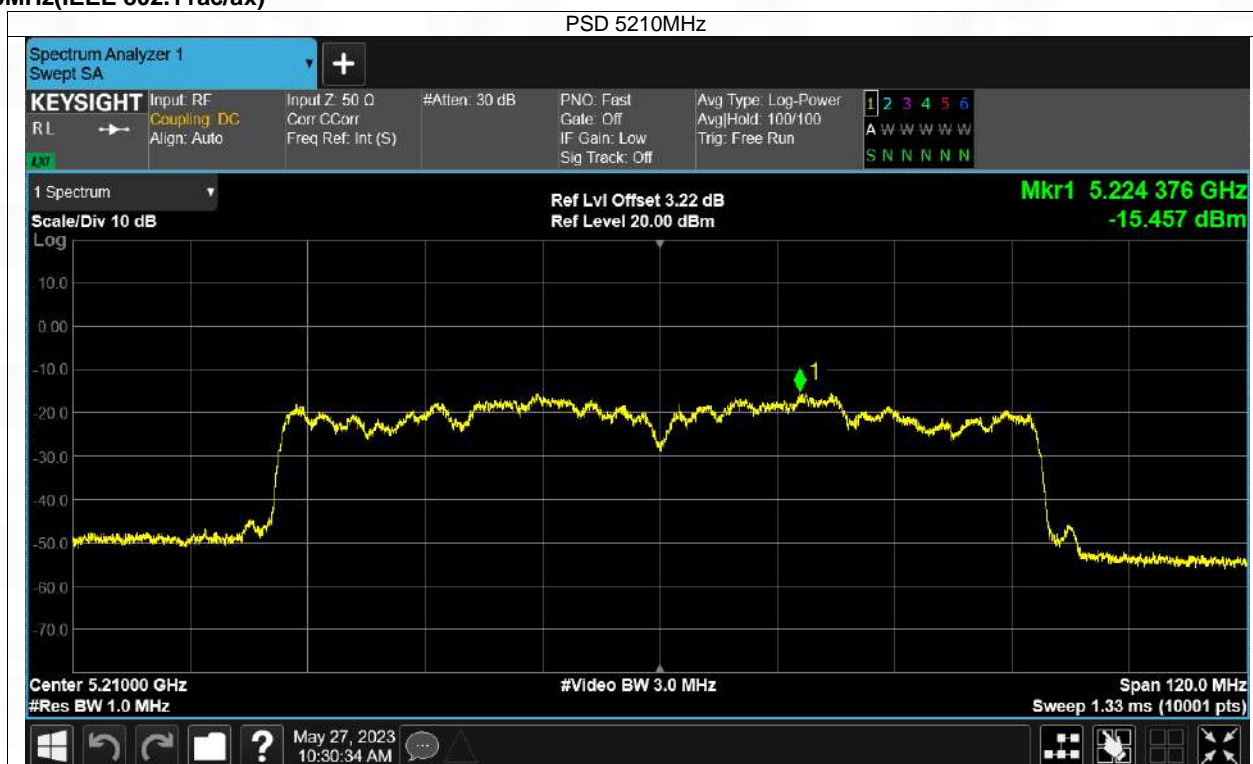 MHz(IEEE 802.11ac/ax)
PSD 5210MHz
Spectrum Analyzer 1
Swept SA
+
KEYSIGHT
RL
LXI
Input: RF
Coupling: DC
Align: Auto
Input Z: 50 Ω
Corr CCorr
Freq Ref: Int (S)
#Atten: 30 dB
PNO: Fast
Gate: Off
IF Gain: Low
Sig Track: Off
Avg Type: Log-Power
Avg|Hold: 100/100
Trig: Free Run
1 2 3 4 5 6
A W W W W W
S N N N N N
1 Spectrum
Scale/Div 10 dB
Log
Ref Lvl Offset 3.22 dB
Ref Level 20.00 dBm
Mkr1 5.224 376 GHz
-15.457 dBm
10.0
0.00
-10.0
-20.0
-30.0
-40.0
-50.0
-60.0
-70.0
1
Center 5.21000 GHz
#Res BW 1.0 MHz
#Video BW 3.0 MHz
Span 120.0 MHz
Sweep 1.33 ms (10001 pts)
?
May 27, 2023
10:30:34 AM